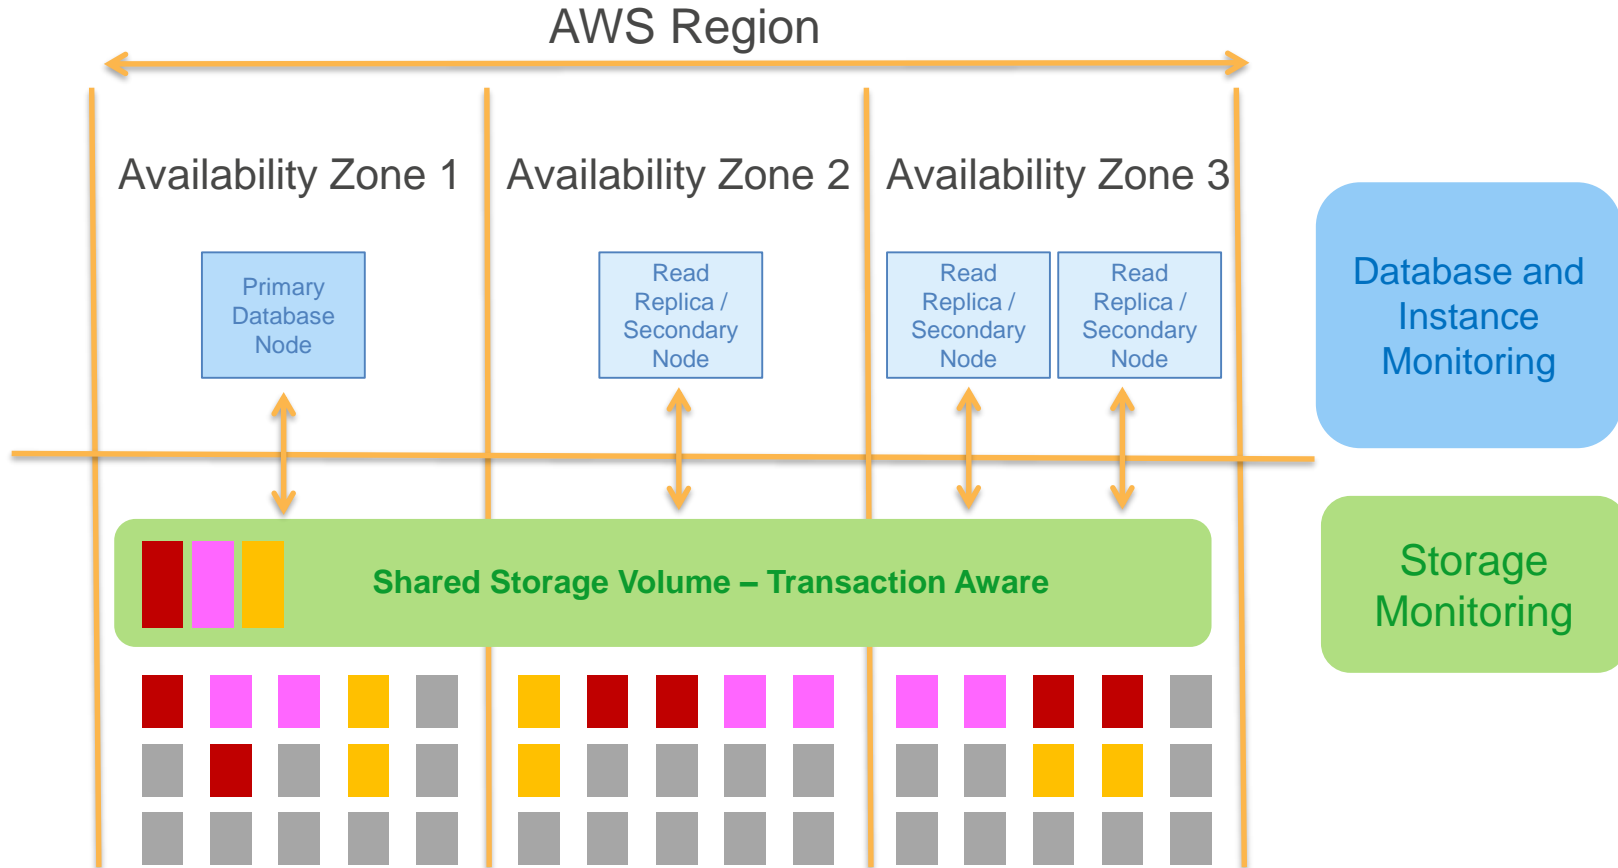 AWS Region
Availability Zone 1
Availability Zone 2
Availability Zone 3
Primary
Database
Node
Read
Replica /
Secondary
Node
Read
Replica /
Secondary
Node
Read
Replica /
Secondary
Node
Database and
Instance
Monitoring
Shared Storage Volume – Transaction Aware
Storage
Monitoring